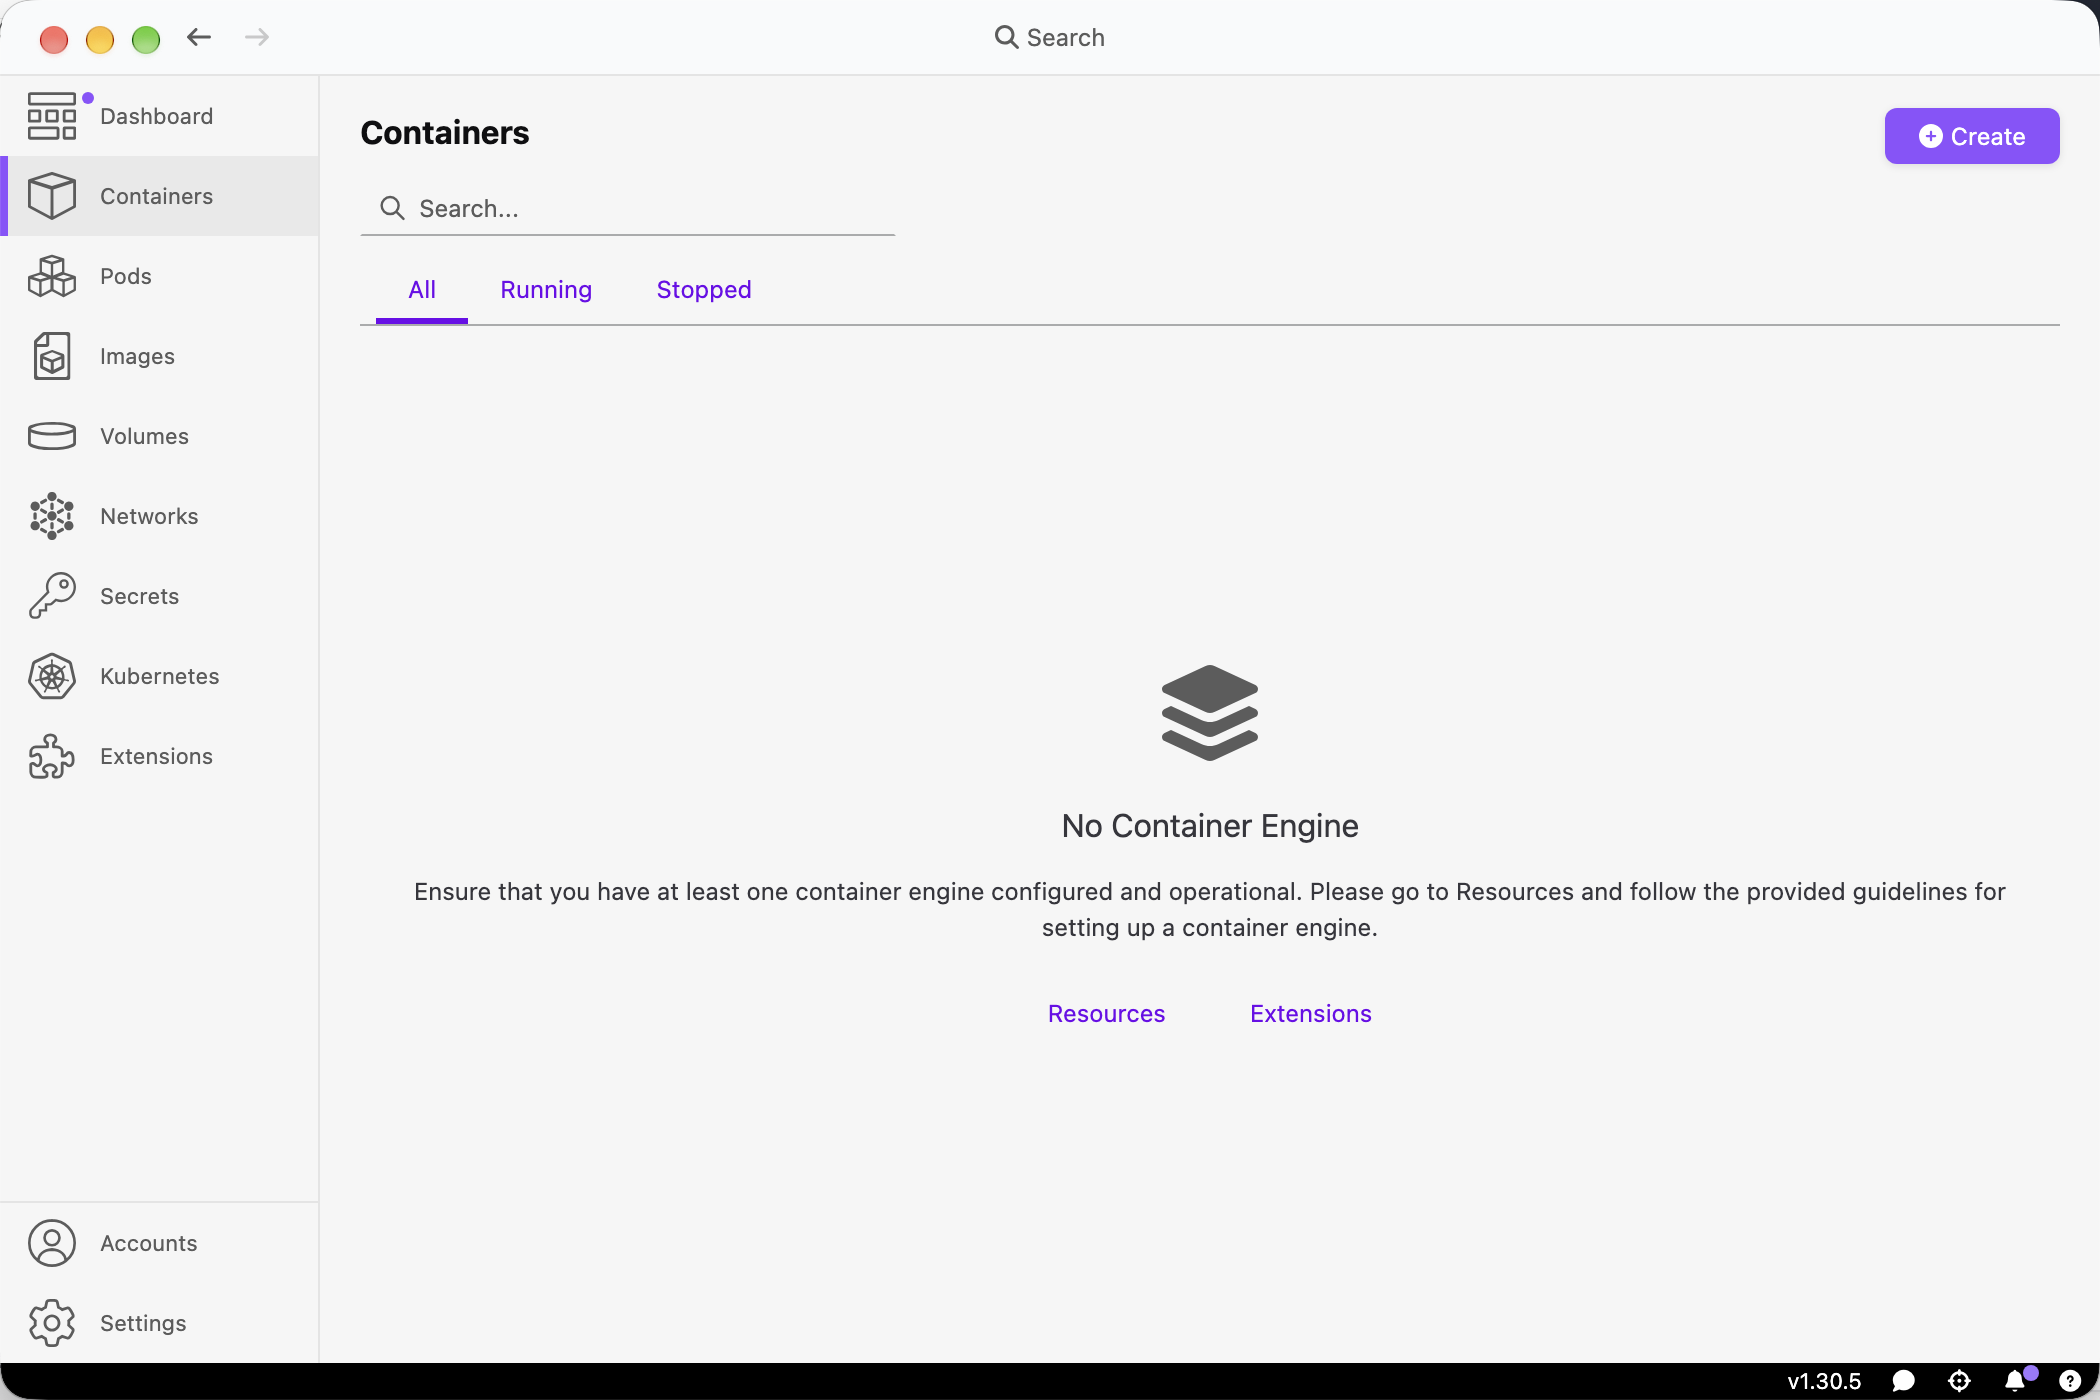 Search
Dashboard
Containers
Pods
Images
Volumes
Networks
Secrets
Kubernetes
Extensions
Accounts
Settings
Containers
Create
Search...
All
Running
Stopped
No Container Engine
Ensure that you have at least one container engine configured and operational. Please go to Resources and follow the provided guidelines for
setting up a container engine.
Resources
Extensions
v1.30.5